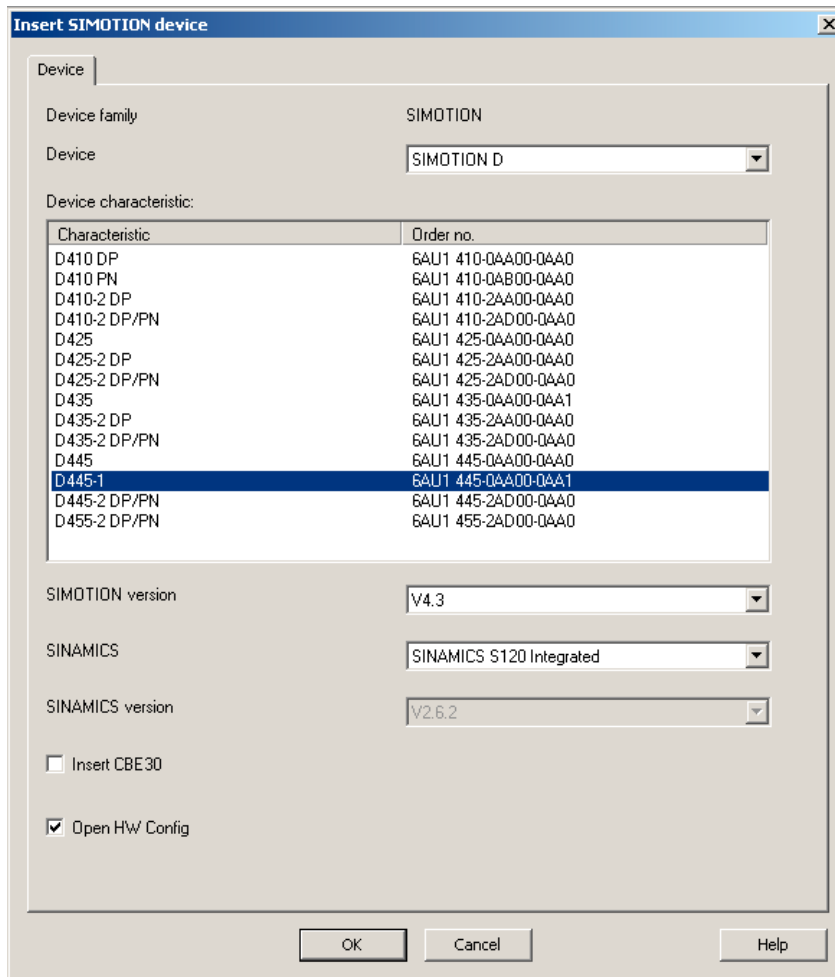 Insert SIMOTION device
Device
Device family SIMOTION
Device SIMOTION D
Device characteristic:
Characteristic Order no.
D410 DP 6AU1 410-0AA00-0AA0
D410 PN 6AU1 410-0AB00-0AA0
D410-2 DP 6AU1 410-2AA00-0AA0
D410-2 DP/PN 6AU1 410-2AD00-0AA0
D425 6AU1 425-0AA00-0AA0
D425-2 DP 6AU1 425-2AA00-0AA0
D425-2 DP/PN 6AU1 425-2AD00-0AA0
D435 6AU1 435-0AA00-0AA1
D435-2 DP 6AU1 435-2AA00-0AA0
D435-2 DP/PN 6AU1 435-2AD00-0AA0
D445 6AU1 445-0AA00-0AA0
D445-1 6AU1 445-0AA00-0AA1
D445-2 DP/PN 6AU1 445-2AD00-0AA0
D455-2 DP/PN 6AU1 455-2AD00-0AA0
SIMOTION version V4.3
SINAMICS SINAMICS S120 Integrated
SINAMICS version V2.6.2
Insert CBE30
Open HW Config
OK Cancel Help